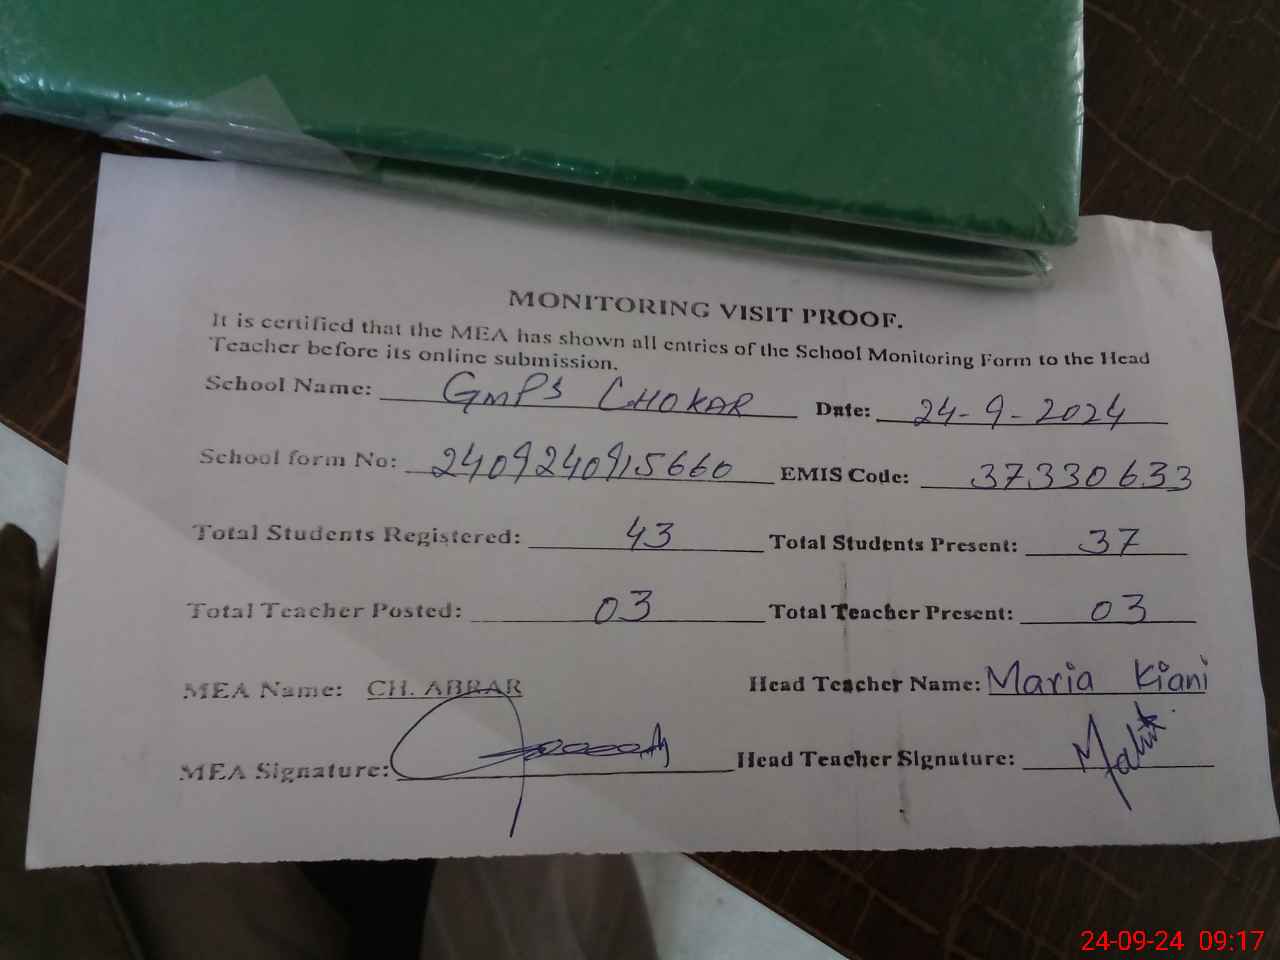 MONITORING VISIT PROOF.
It is certified that the MEA has shown all entries of the School Monitoring Form to the Head
Teacher before its online submission.
School Name: GMPS CHOKAR Date: 24-9-2024
School form No: 2409240915660 EMIS Code: 37330633
Total Students Registered: 43 Total Students Present: 37
Total Teacher Posted: 03 Total Teacher Present: 03
MEA Name: CH. ABRAR Head Teacher Name: Maria Kiani
MEA Signature: Head Teacher Signature:
24-09-24 09:17